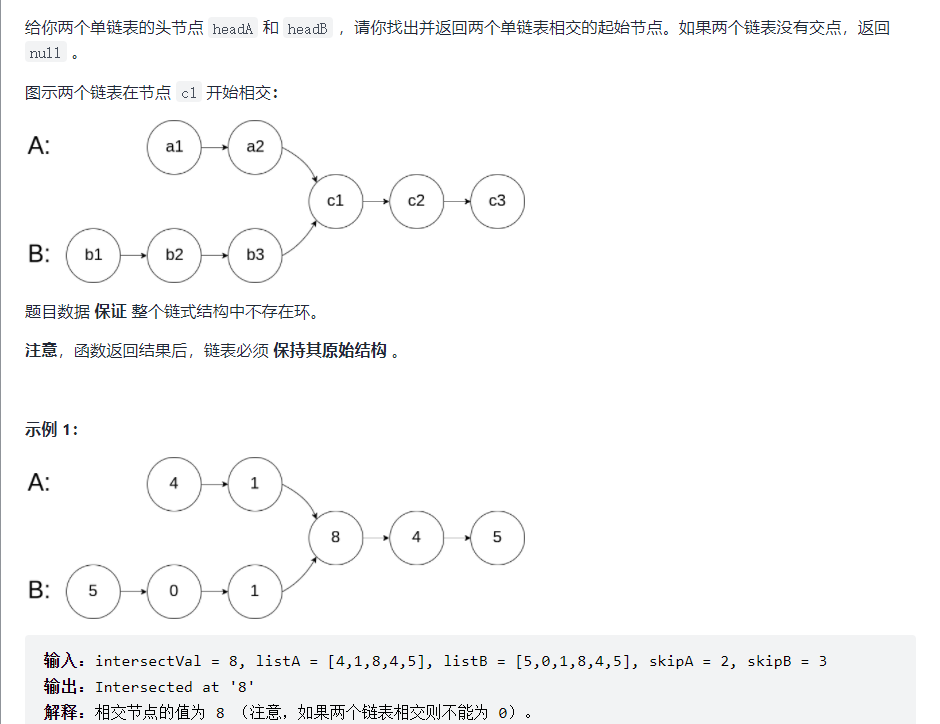 给你两个单链表的头节点 headA 和 headB ，请你找出并返回两个单链表相交的起始节点。如果两个链表没有交点，返回
null 。
图示两个链表在节点 c1 开始相交：
A: a1 a2
c1 c2 c3
B: b1 b2 b3
题目数据 保证 整个链式结构中不存在环。
注意，函数返回结果后，链表必须 保持其原始结构 。
示例 1：
A: 4 1
8 4 5
B: 5 0 1
输入：intersectVal = 8, listA = [4,1,8,4,5], listB = [5,0,1,8,4,5], skipA = 2, skipB = 3
输出：Intersected at '8'
解释：相交节点的值为 8 （注意，如果两个链表相交则不能为 0）。